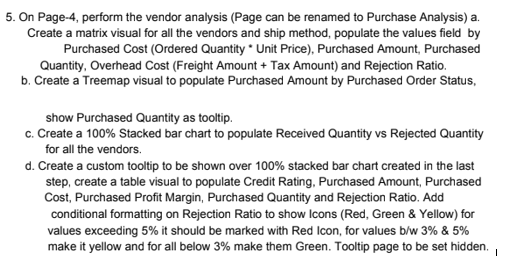 5. On Page-4, perform the vendor analysis (Page can be renamed to Purchase Analysis) a.
Create a matrix visual for all the vendors and ship method, populate the values field by
Purchased Cost (Ordered Quantity * Unit Price), Purchased Amount, Purchased
Quantity, Overhead Cost (Freight Amount + Tax Amount) and Rejection Ratio.
b. Create a Treemap visual to populate Purchased Amount by Purchased Order Status,
show Purchased Quantity as tooltip.
c. Create a 100% Stacked bar chart to populate Received Quantity vs Rejected Quantity
for all the vendors.
d. Create a custom tooltip to be shown over 100% stacked bar chart created in the last
step, create a table visual to populate Credit Rating, Purchased Amount, Purchased
Cost, Purchased Profit Margin, Purchased Quantity and Rejection Ratio. Add
conditional formatting on Rejection Ratio to show Icons (Red, Green & Yellow) for
values exceeding 5% it should be marked with Red Icon, for values b/w 3% & 5%
make it yellow and for all below 3% make them Green. Tooltip page to be set hidden.